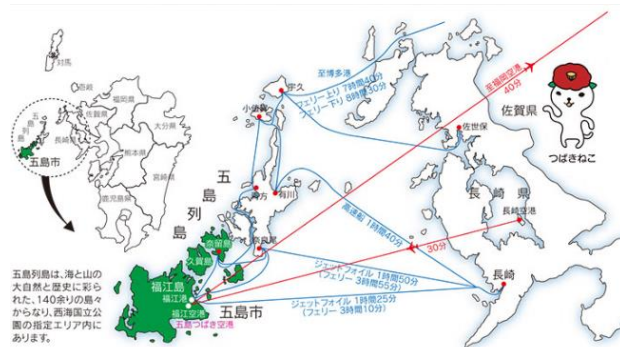 対馬
壱岐
福岡県
佐賀県
長崎県
大分県
熊本県
宮崎県
鹿児島県
五島列島
五島市
五島列島は、海と山の
大自然と歴史に彩ら
れた、140余りの島々
からなり、西海国立公
園の指定エリア内に
あります。
至博多港
フェリー上り 7時間40分
フェリー下り 8時間30分
宇久
小値賀
至福岡空港
40分
佐賀県
つばきねこ
佐世保
五島列島
有川
奈良尾
高速船 1時間40分
長崎県
長崎空港
30分
奈留島
久賀島
福江島
福江港
福江空港
五島つばき空港
五島市
ジェットフォイル 1時間50分
(フェリー 3時間55分)
ジェットフォイル 1時間25分
(フェリー 3時間10分)
長崎